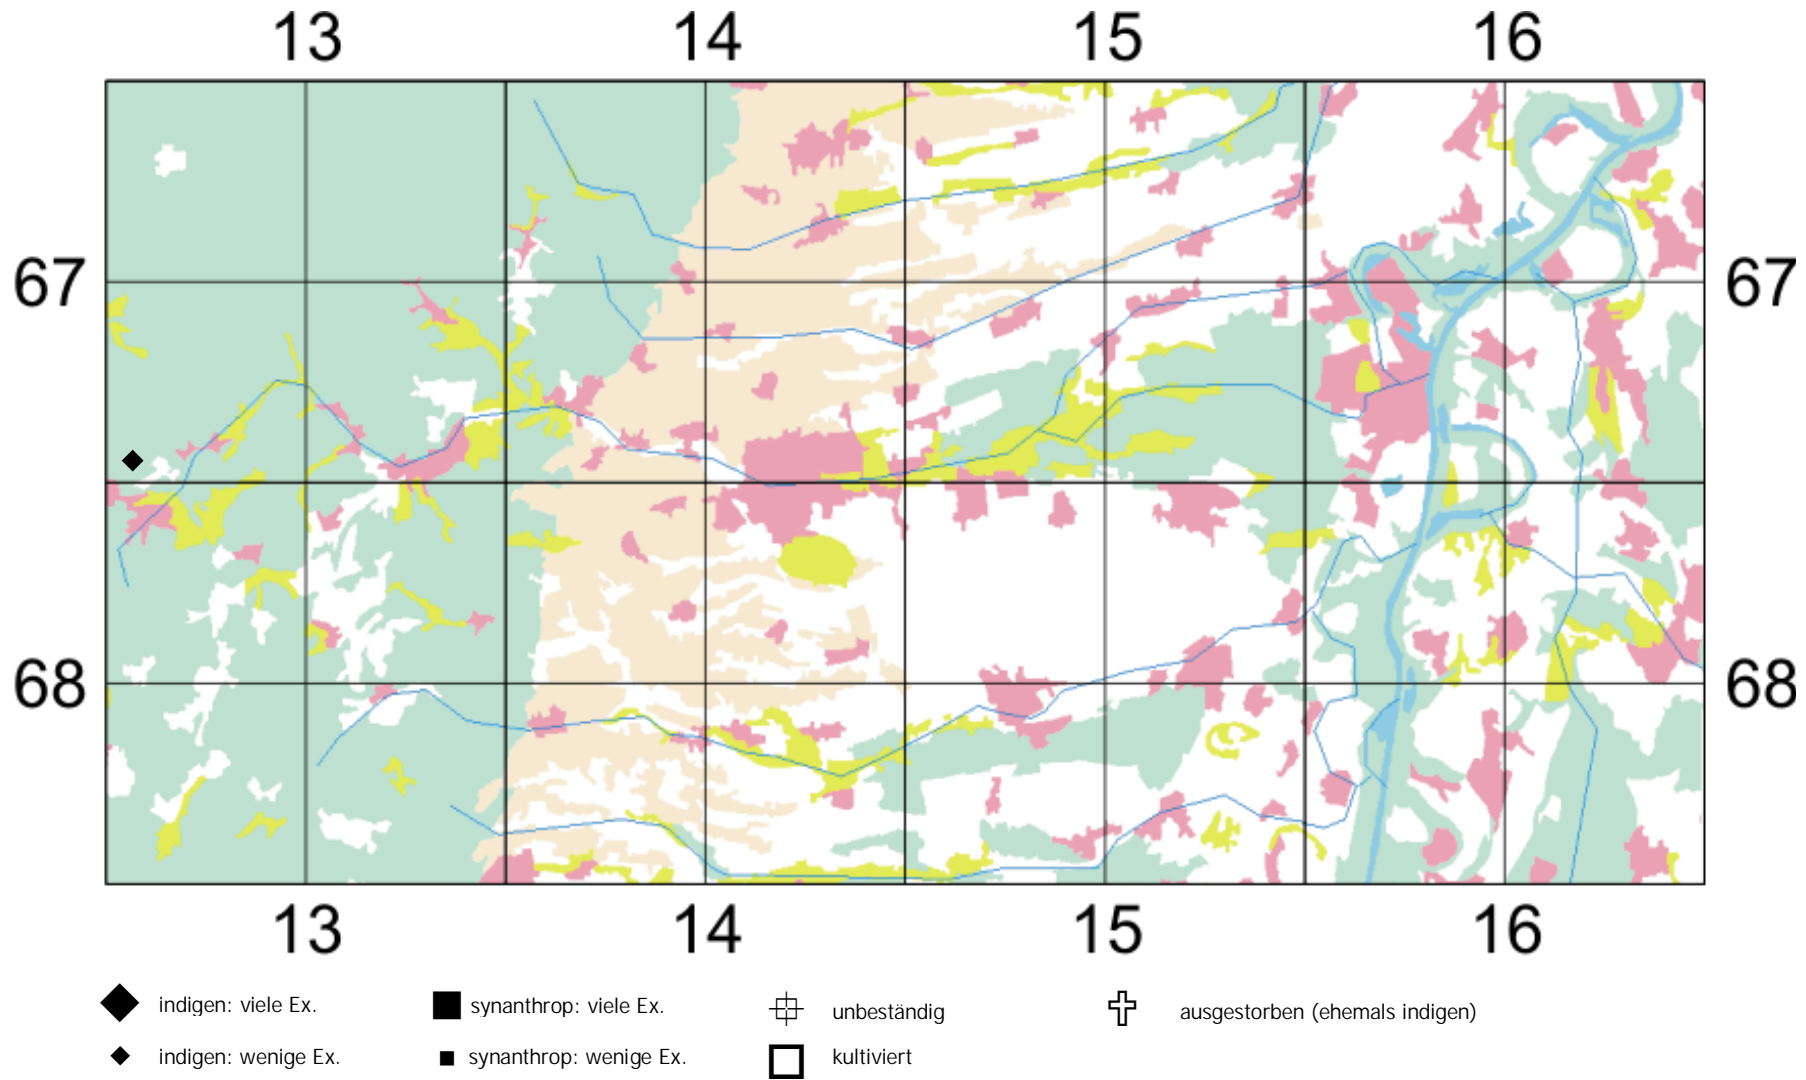 13 14 15 16
67 67
68 68
13 14 15 16
indigen: viele Ex. synanthrop: viele Ex. unbeständig ausgestorben (ehemals indigen)
indigen: wenige Ex. synanthrop: wenige Ex. kultiviert